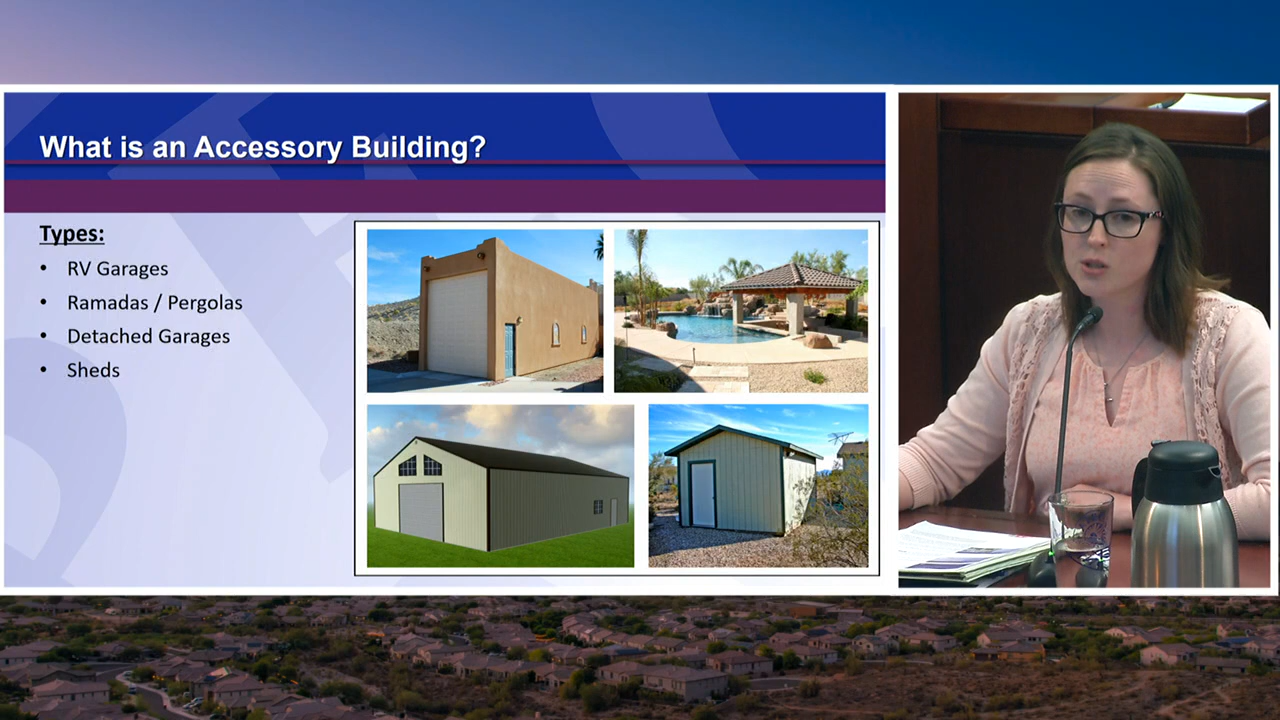 What is an Accessory Building?
Types:
• RV Garages
• Ramadas / Pergolas
• Detached Garages
• Sheds